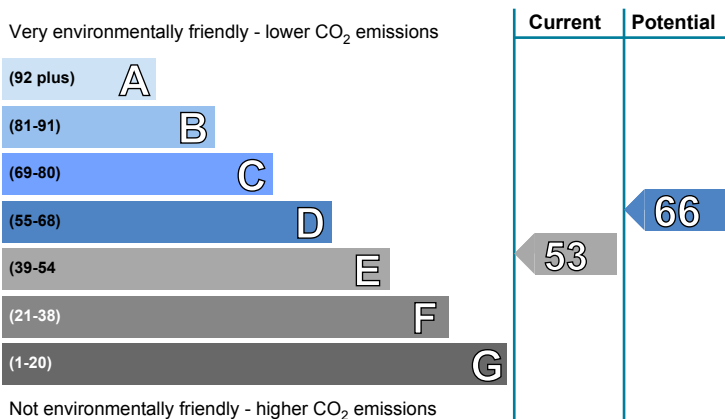 Current Potential
Very environmentally friendly - lower CO₂ emissions
(92 plus) A
(81-91) B
(69-80) C
(55-68) D 66
(39-54 E 53
(21-38) F
(1-20) G
Not environmentally friendly - higher CO₂ emissions